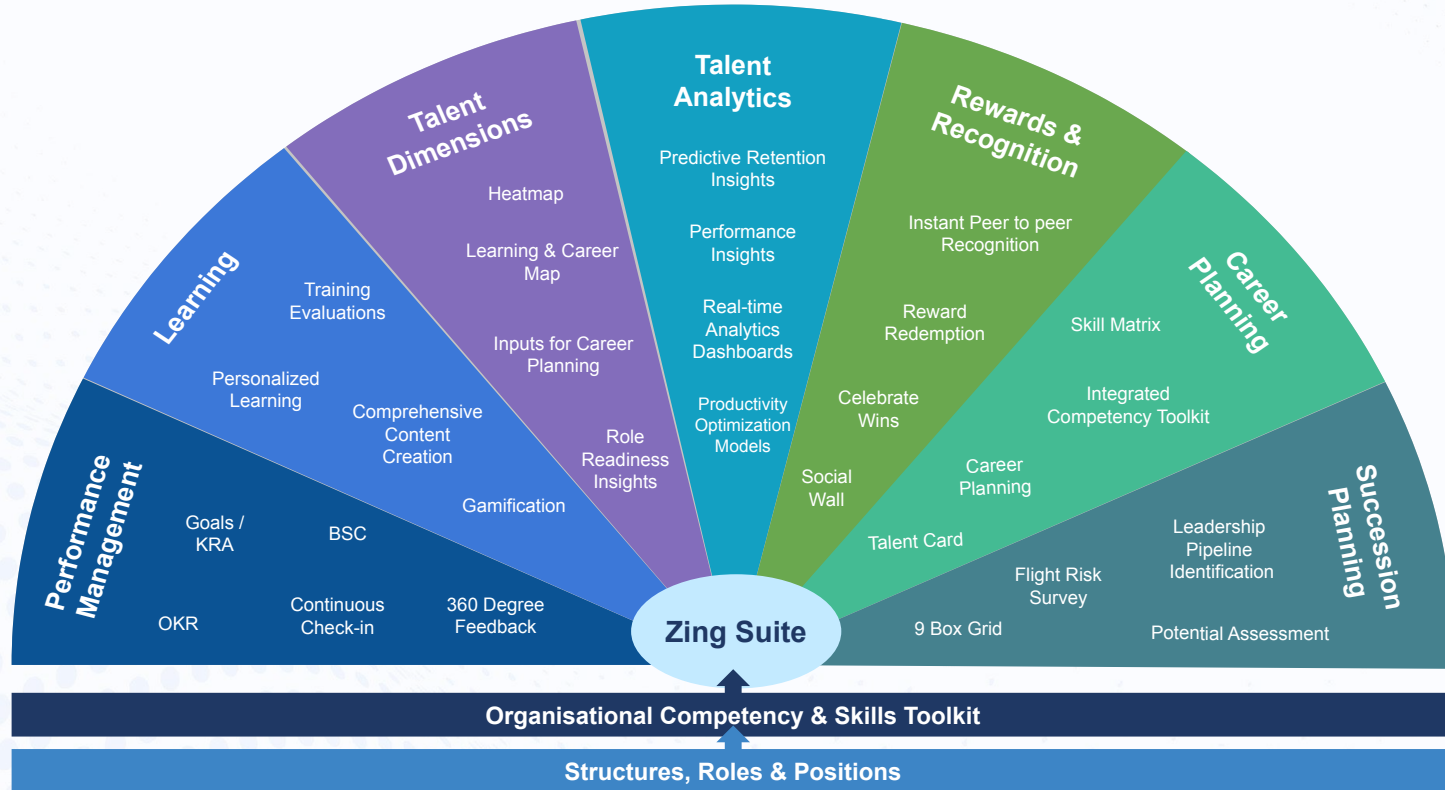 Performance
Management
Goals /
KRA
BSC
OKR
Continuous
Check-in
360 Degree
Feedback
Learning
Training
Evaluations
Personalized
Learning
Comprehensive
Content
Creation
Gamification
Talent
Dimensions
Heatmap
Learning & Career
Map
Inputs for Career
Planning
Role
Readiness
Insights
Talent
Analytics
Predictive Retention
Insights
Performance
Insights
Real-time
Analytics
Dashboards
Productivity
Optimization
Models
Rewards &
Recognition
Instant Peer to peer
Recognition
Reward
Redemption
Celebrate
Wins
Social
Wall
Career
Planning
Skill Matrix
Integrated
Competency Toolkit
Career
Planning
Talent Card
Succession
Planning
Leadership
Pipeline
Identification
Flight Risk
Survey
9 Box Grid
Potential Assessment
Zing Suite
Organisational Competency & Skills Toolkit
Structures, Roles & Positions